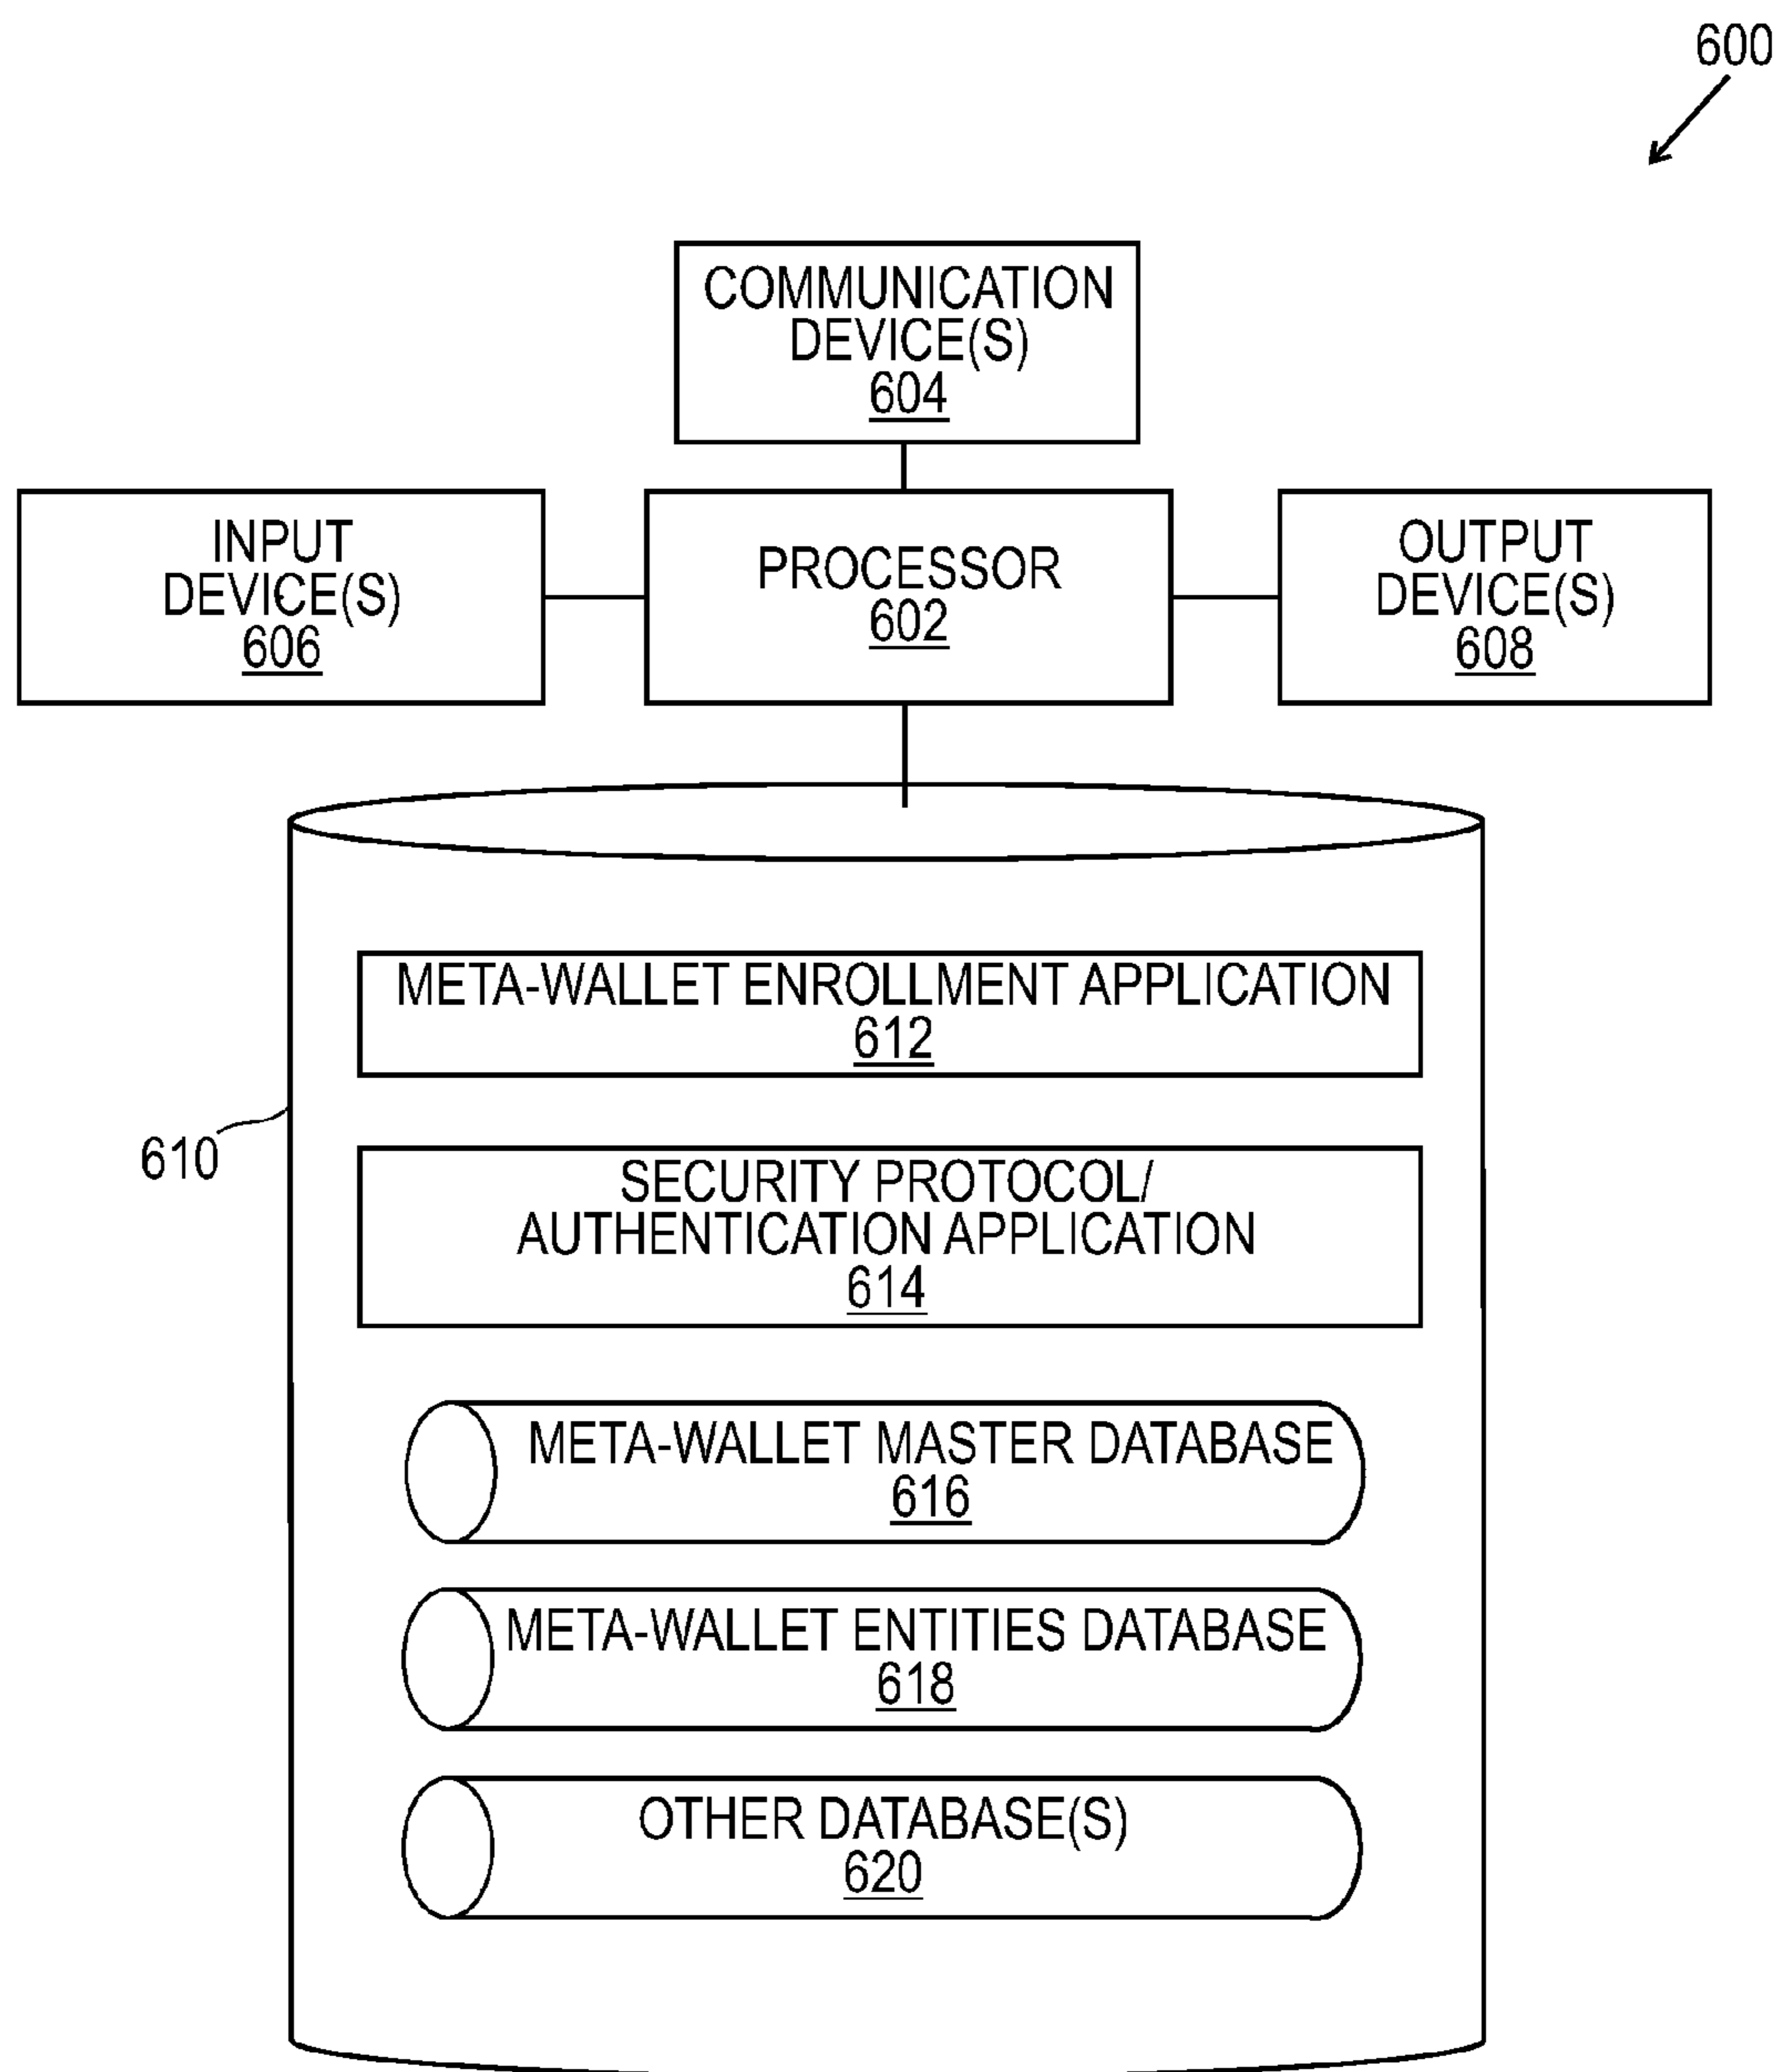 600
COMMUNICATION
DEVICE(S)
604
INPUT
DEVICE(S)
606
PROCESSOR
602
OUTPUT
DEVICE(S)
608
META-WALLET ENROLLMENT APPLICATION
612
610
SECURITY PROTOCOL/
AUTHENTICATION APPLICATION
614
META-WALLET MASTER DATABASE
616
META-WALLET ENTITIES DATABASE
618
OTHER DATABASE(S)
620